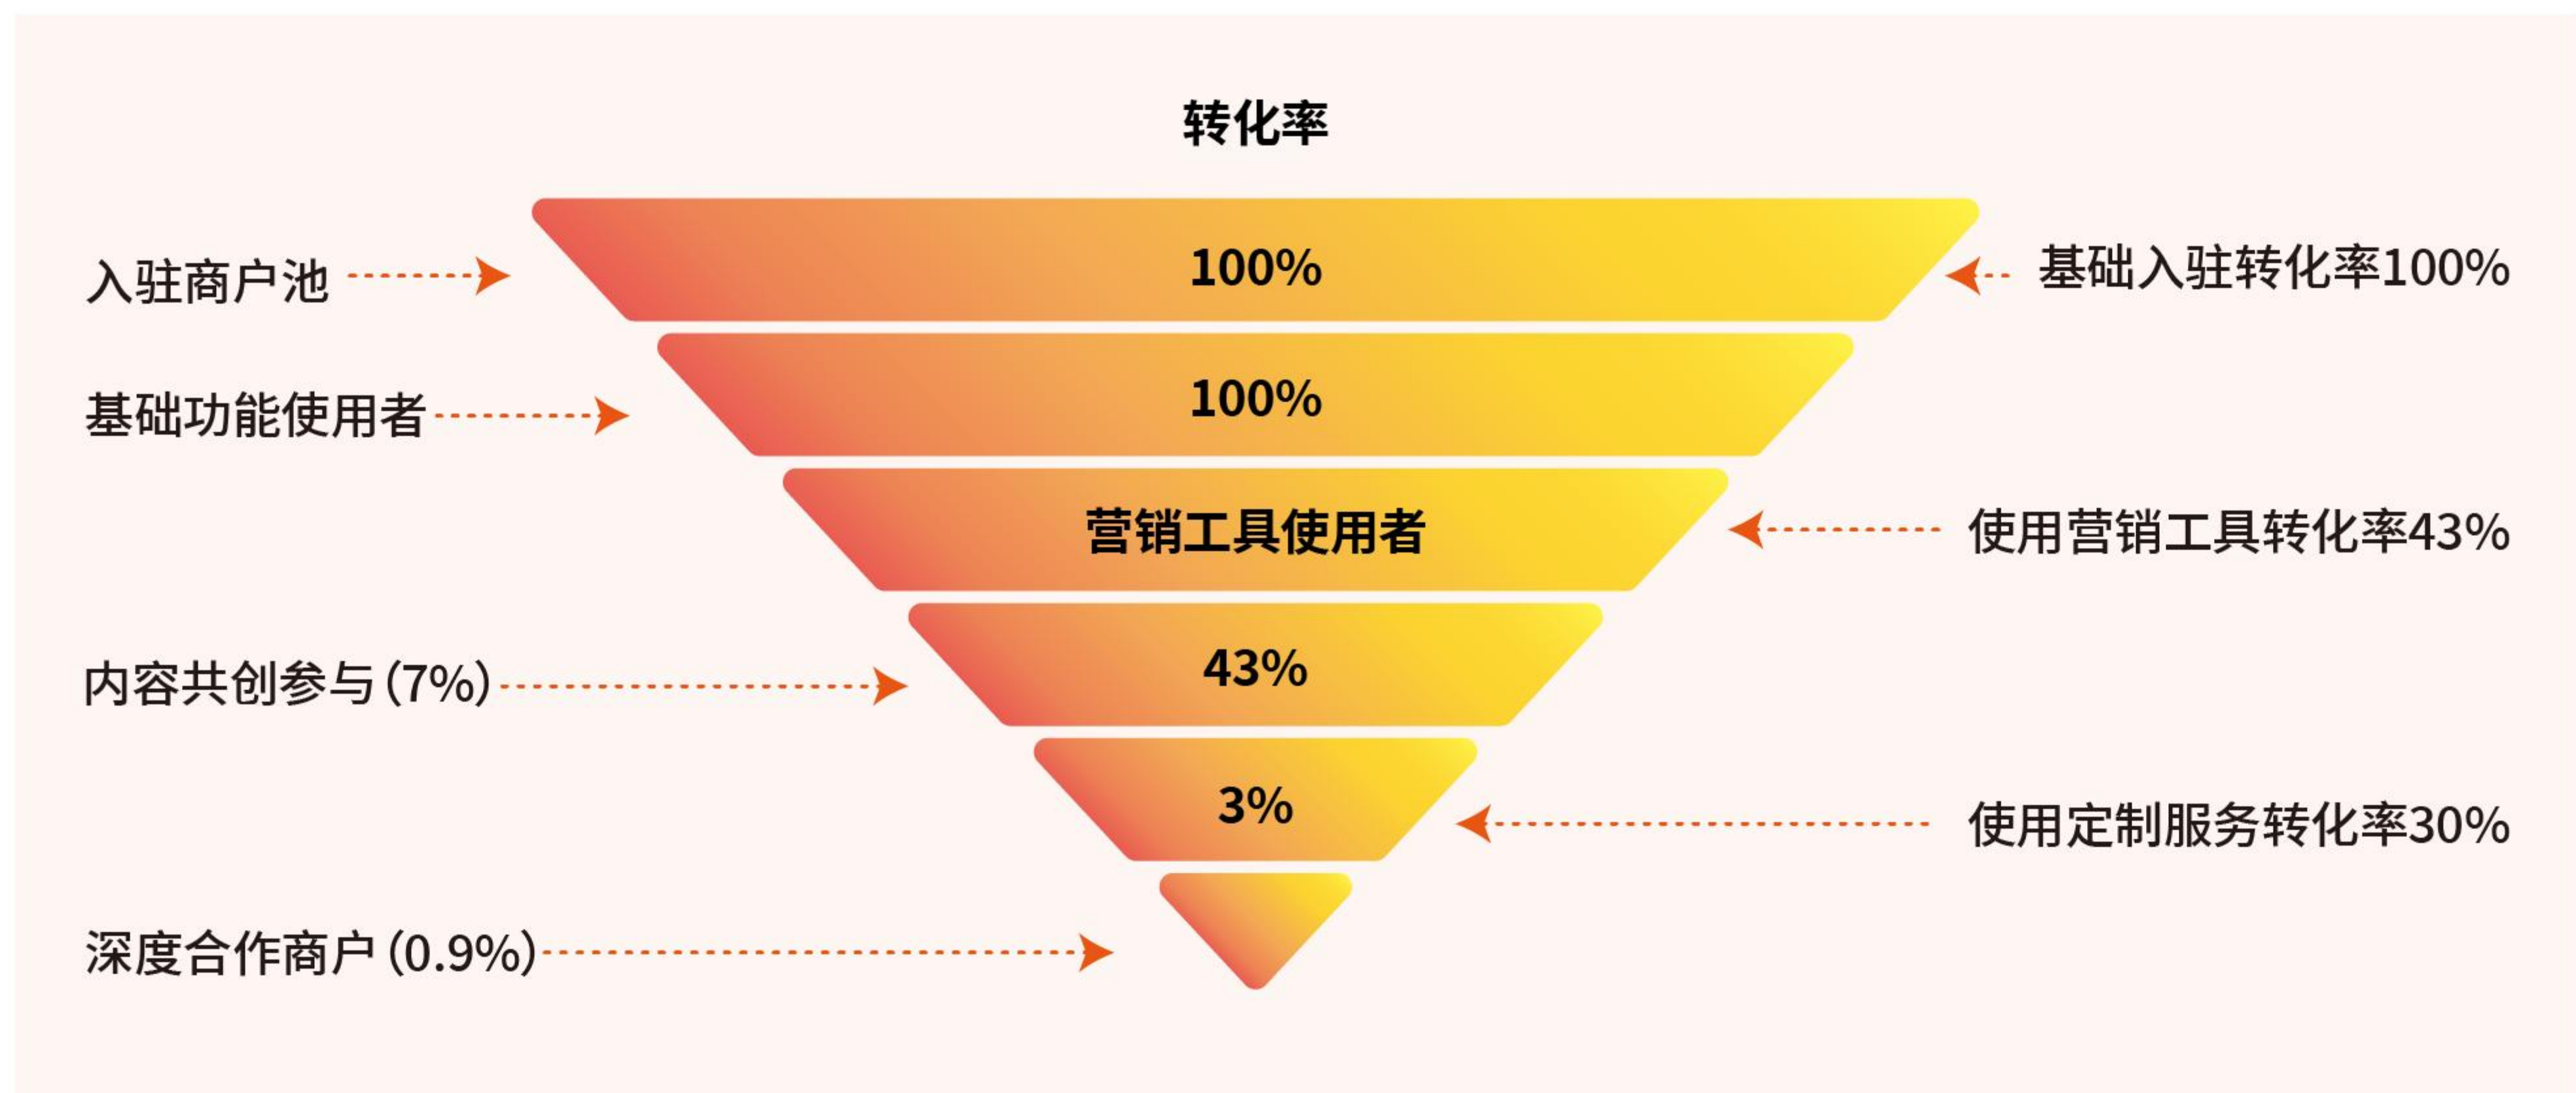 转化率
入驻商户池
100%
基础入驻转化率100%
基础功能使用者
100%
营销工具使用者
使用营销工具转化率43%
内容共创参与(7%)
43%
3%
使用定制服务转化率30%
深度合作商户(0.9%)